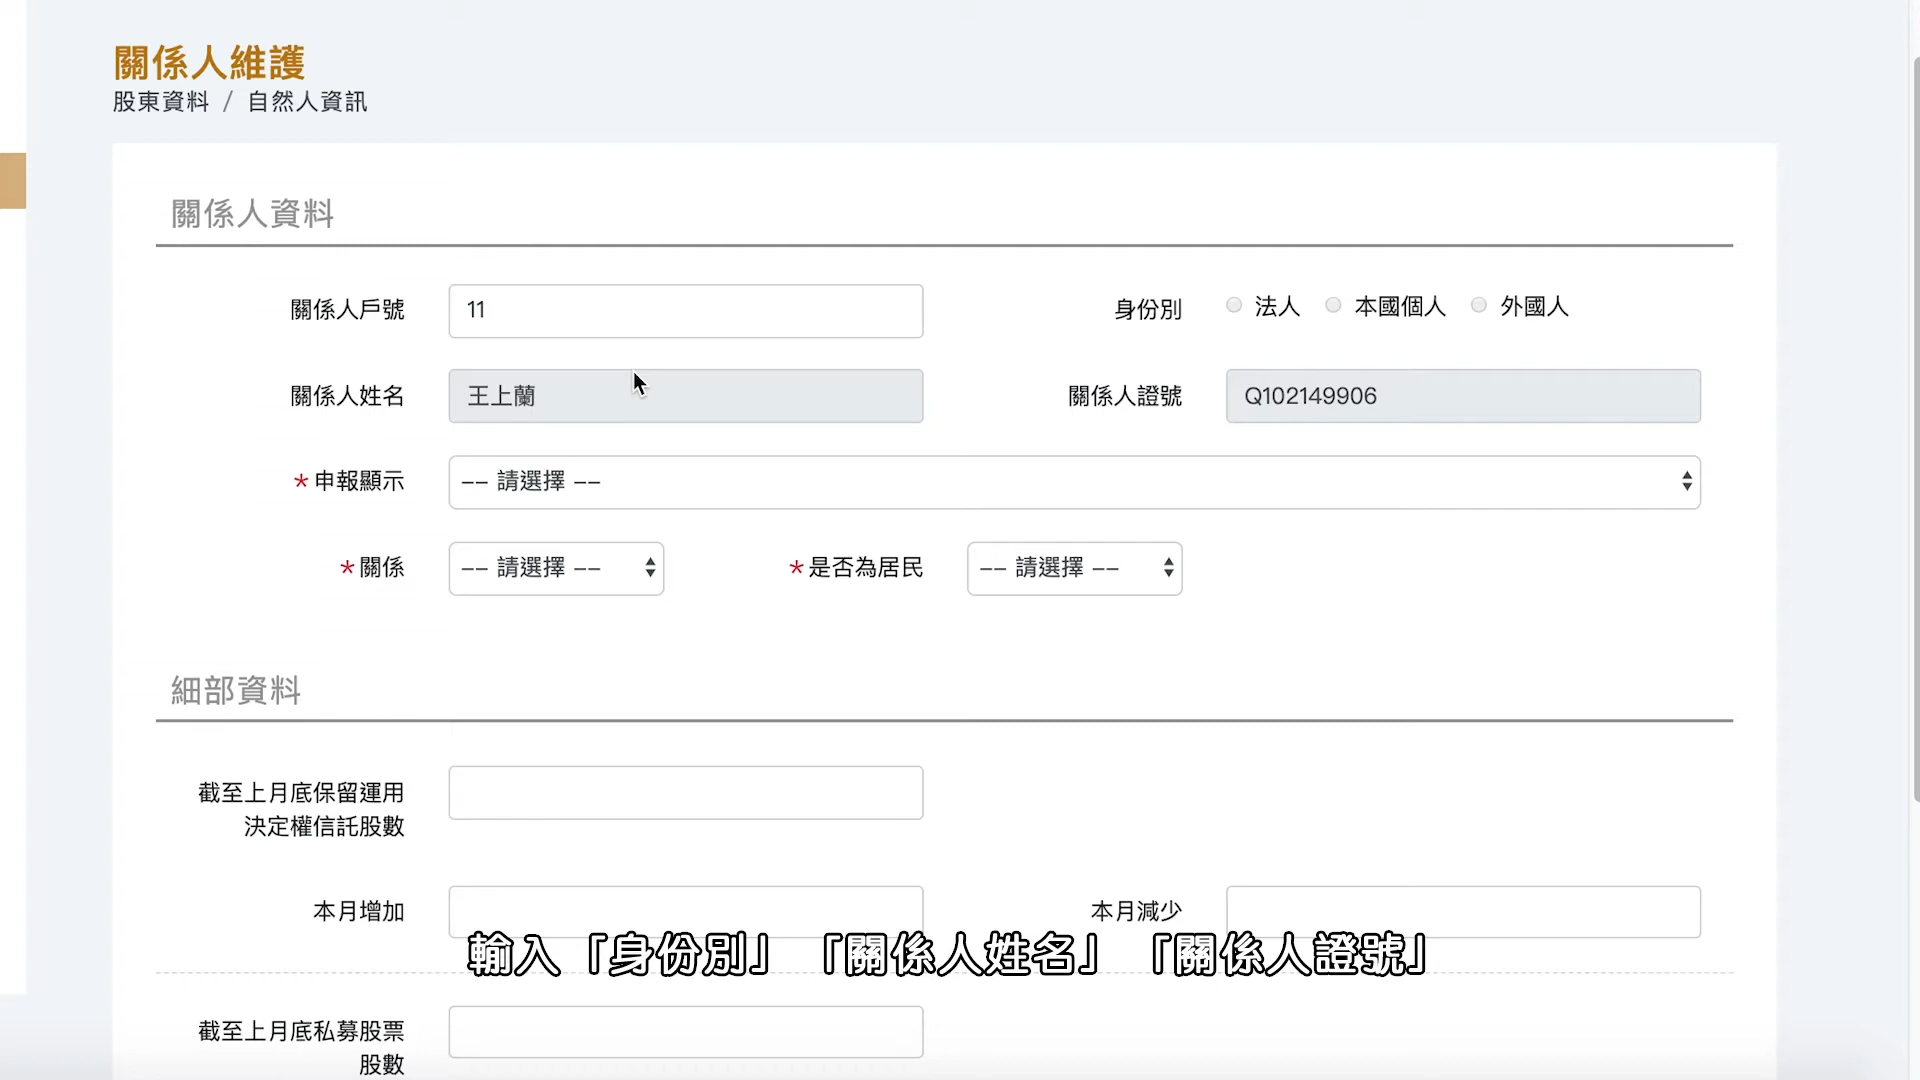 關係人維護
股東資料 / 自然人資訊
關係人資料
關係人戶號 11 身份別 法人 本國個人 外國人
關係人姓名 王上蘭 關係人證號 Q102149906
*申報顯示 -- 請選擇 --
*關係 -- 請選擇 -- *是否為居民 -- 請選擇 --
細部資料
截至上月底保留運用
決定權信託股數
本月增加 本月減少
輸入「身份別」「關係人姓名」「關係人證號」
截至上月底私募股票
股數